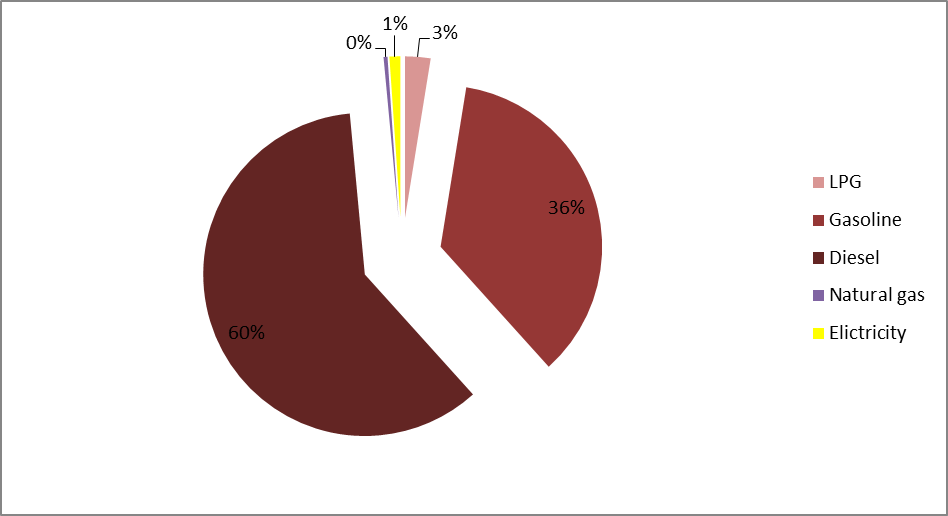 1%
3%
0%
36%
60%
LPG
Gasoline
Diesel
Natural gas
Elictricity